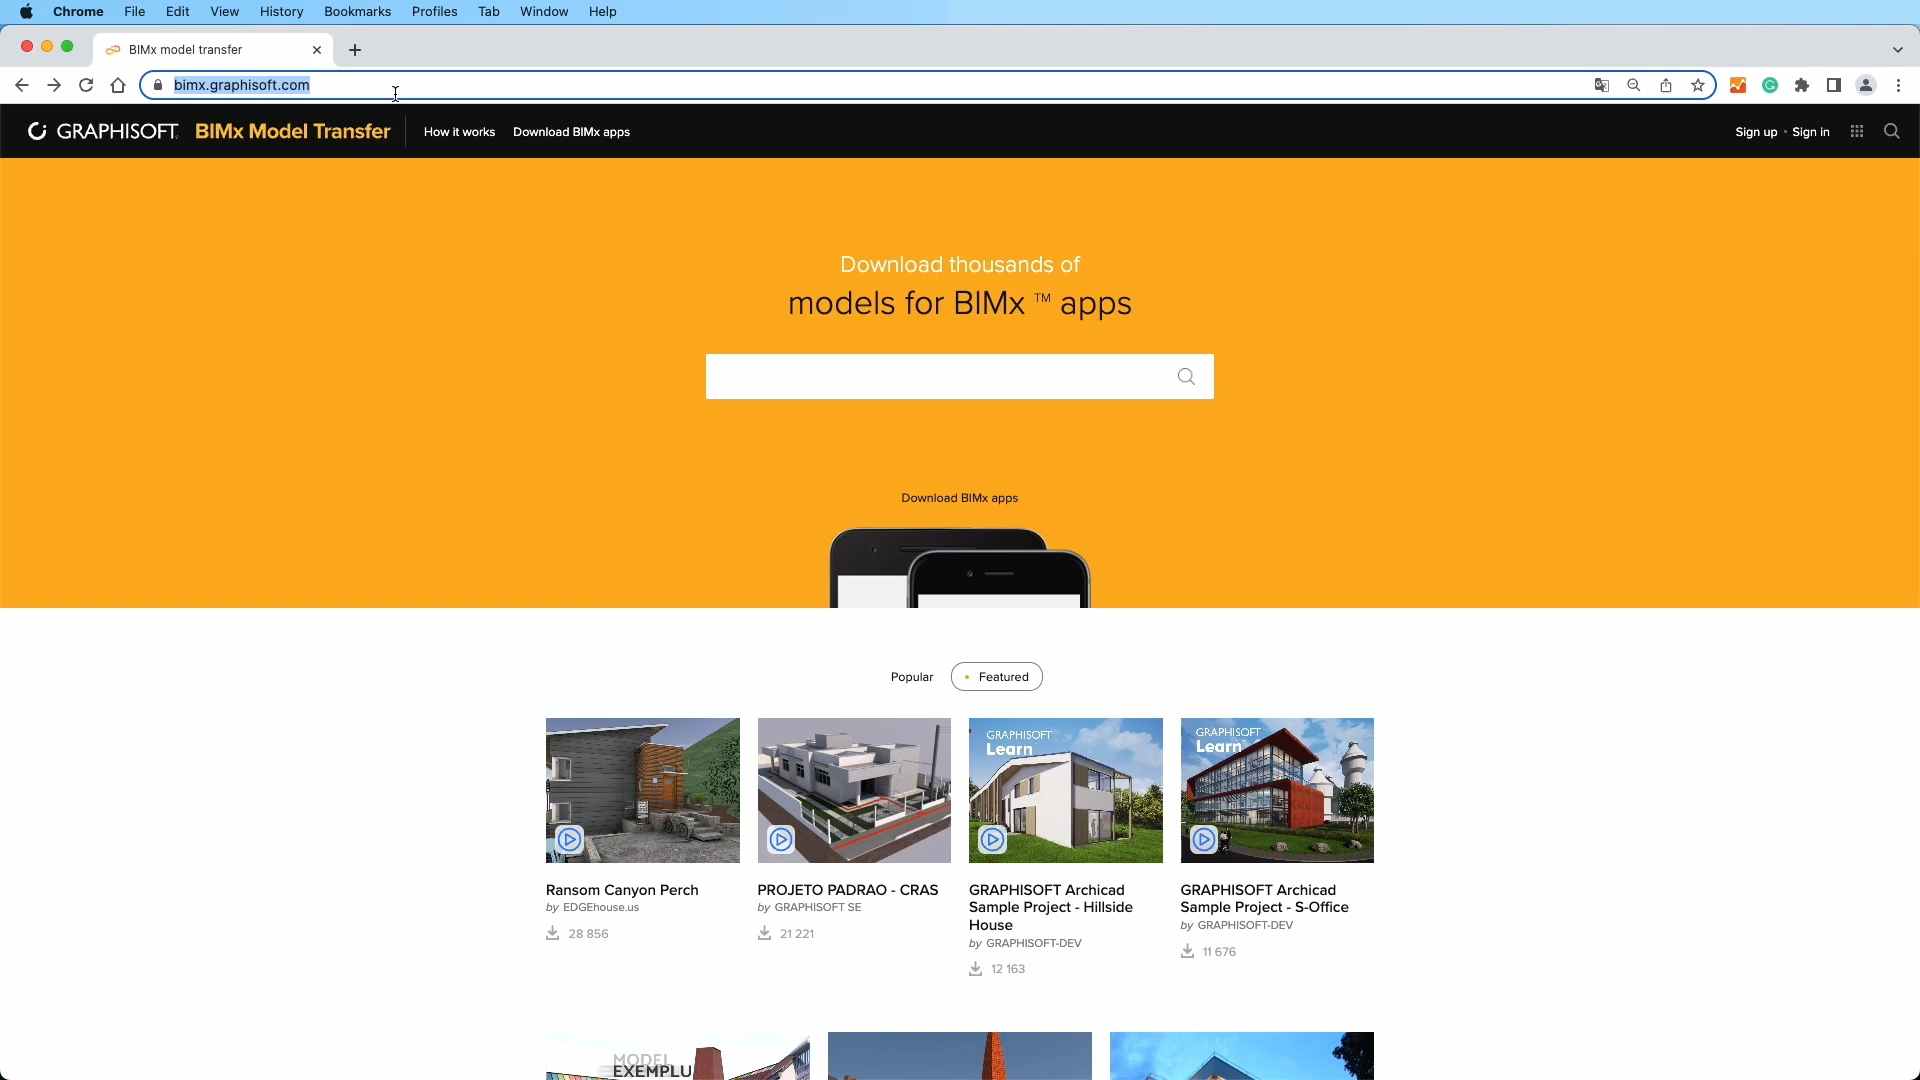 Chrome File Edit View History Bookmarks Profiles Tab Window Help
BIMx model transfer
bimx.graphisoft.com
GRAPHISOFT. BIMx Model Transfer How it works Download BIMx apps Sign up • Sign in
Download thousands of
models for BIMx ™ apps
Download BIMx apps
Popular • Featured
GRAPHISOFT
Learn
GRAPHISOFT
Learn
Ransom Canyon Perch
by EDGEhouse.us
28 856
PROJETO PADRAO - CRAS
by GRAPHISOFT SE
21 221
GRAPHISOFT Archicad
Sample Project - Hillside
House
by GRAPHISOFT-DEV
12 163
GRAPHISOFT Archicad
Sample Project - S-Office
by GRAPHISOFT-DEV
11 676
MODEL
EXEMPLU